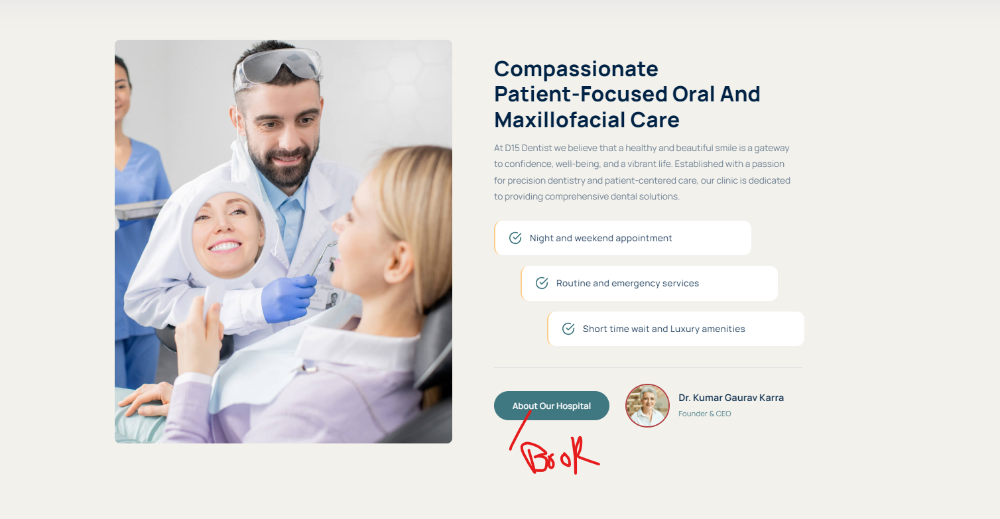 Compassionate
Patient-Focused Oral And
Maxillofacial Care
At D15 Dentist we believe that a healthy and beautiful smile is a gateway
to confidence, well-being, and a vibrant life. Established with a passion
for precision dentistry and patient-centered care, our clinic is dedicated
to providing comprehensive dental solutions.
Night and weekend appointment
Routine and emergency services
Short time wait and Luxury amenities
About Our Hospital
Dr. Kumar Gaurav Karra
Founder & CEO
Book
Hospital